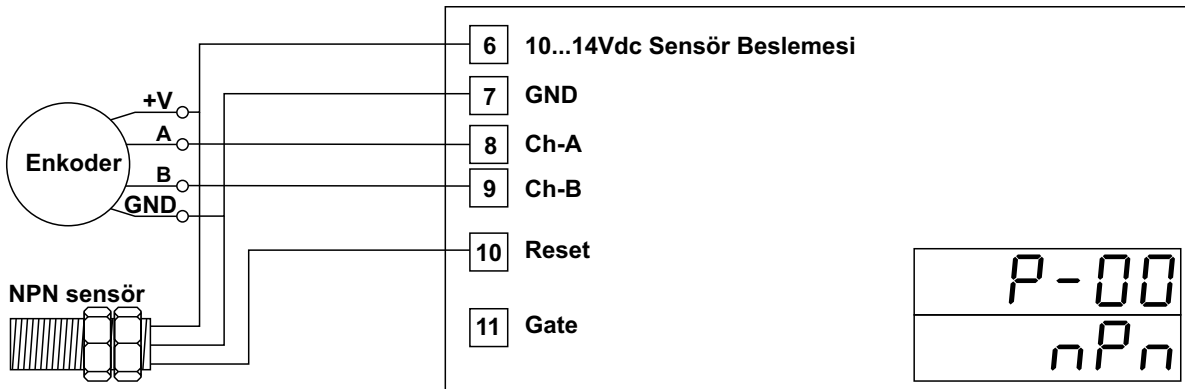 6 10...14Vdc Sensör Beslemesi
7 GND
+V
A
8 Ch-A
Enkoder
B
9 Ch-B
GND
10 Reset
NPN sensör
11 Gate
P-00
nPn